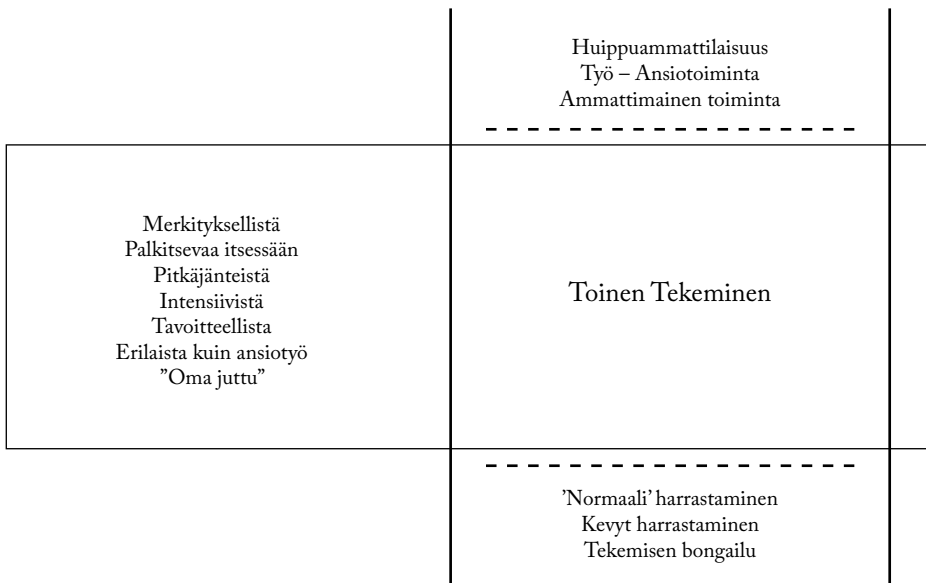 Huippuammattilaisuus
Työ – Ansiotoiminta
Ammattimainen toiminta
Merkityksellistä
Palkitsevaa itsessään
Pitkäjänteistä
Intensiivistä
Tavoitteellista
Erilaista kuin ansiotyö
”Oma juttu”
Toinen Tekeminen
’Normaali’ harrastaminen
Kevyt harrastaminen
Tekemisen bongailu